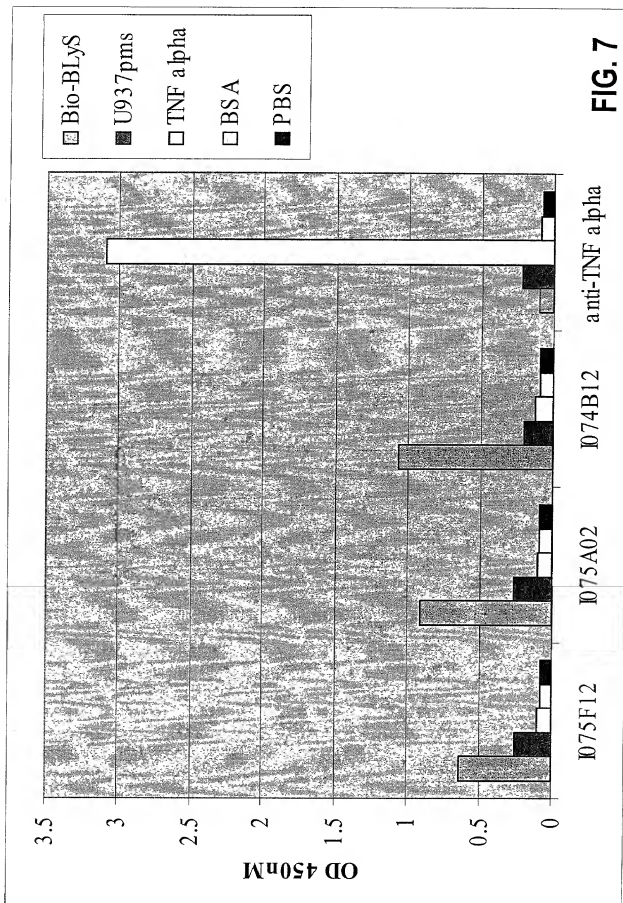 3.5
3
2.5
2
1.5
1
0.5
0
OD 450nM
I075F12
I075A02
I074B12
anti-TNF alpha
Bio-BLyS
U937pms
TNF alpha
BSA
PBS
FIG. 7